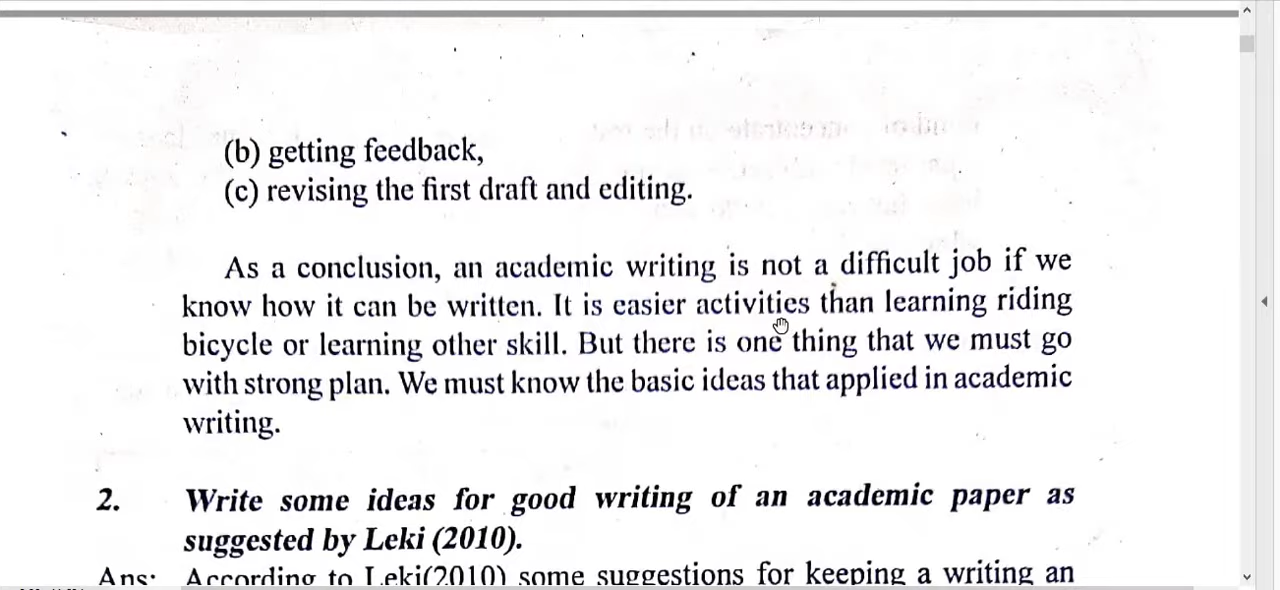 (b) getting feedback,
(c) revising the first draft and editing.
As a conclusion, an academic writing is not a difficult job if we
know how it can be written. It is easier activities than learning riding
bicycle or learning other skill. But there is one thing that we must go
with strong plan. We must know the basic ideas that applied in academic
writing.
2. Write some ideas for good writing of an academic paper as
suggested by Leki (2010).
Ans: According to Leki(2010) some suggestions for keeping a writing an